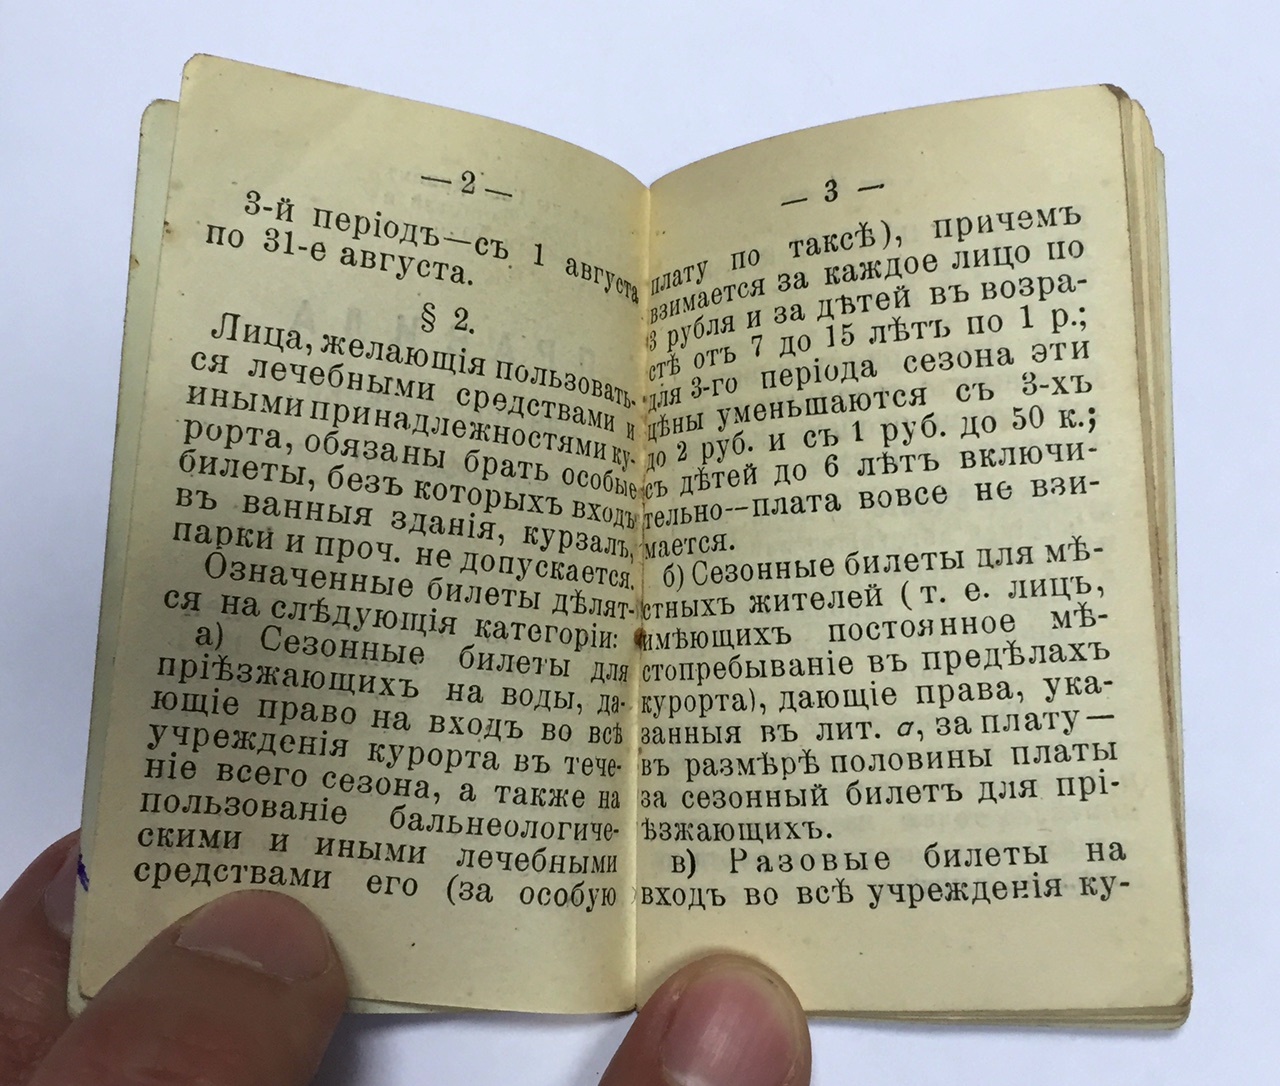 — 2 —
3-й періодъ—съ 1 августа
по 31-е августа.
§ 2.
Лица, желающія пользовать-
ся лечебными средствами и
иными принадлежностями ку-
рорта, обязаны брать особые
билеты, безъ которыхъ входъ
въ ванныя зданія, курзалъ,
парки и проч. не допускается.
Означенные билеты дѣлят-
ся на слѣдующія категоріи:
а) Сезонные билеты для
пріѣзжающихъ на воды, да-
ющіе право на входъ во всѣ
учрежденія курорта въ тече-
ніе всего сезона, а также на
пользованіе бальнеологиче-
скими и иными лечебными
средствами его (за особую
— 3 —
плату по таксѣ), причемъ
взимается за каждое лицо по
3 рубля и за дѣтей въ возра-
стѣ отъ 7 до 15 лѣтъ по 1 р.;
для 3-го періода сезона эти
цѣны уменьшаются съ 3-хъ
до 2 руб. и съ 1 руб. до 50 к.;
съ дѣтей до 6 лѣтъ включи-
тельно—плата вовсе не взи-
мается.
б) Сезонные билеты для мѣ-
стныхъ жителей (т. е. лицъ,
имѣющихъ постоянное мѣ-
стопребываніе въ предѣлахъ
курорта), дающіе права, ука-
занныя въ лит. а, за плату—
въ размѣрѣ половины платы
за сезонный билетъ для прі-
ѣзжающихъ.
в) Разовые билеты на
входъ во всѣ учрежденія ку-